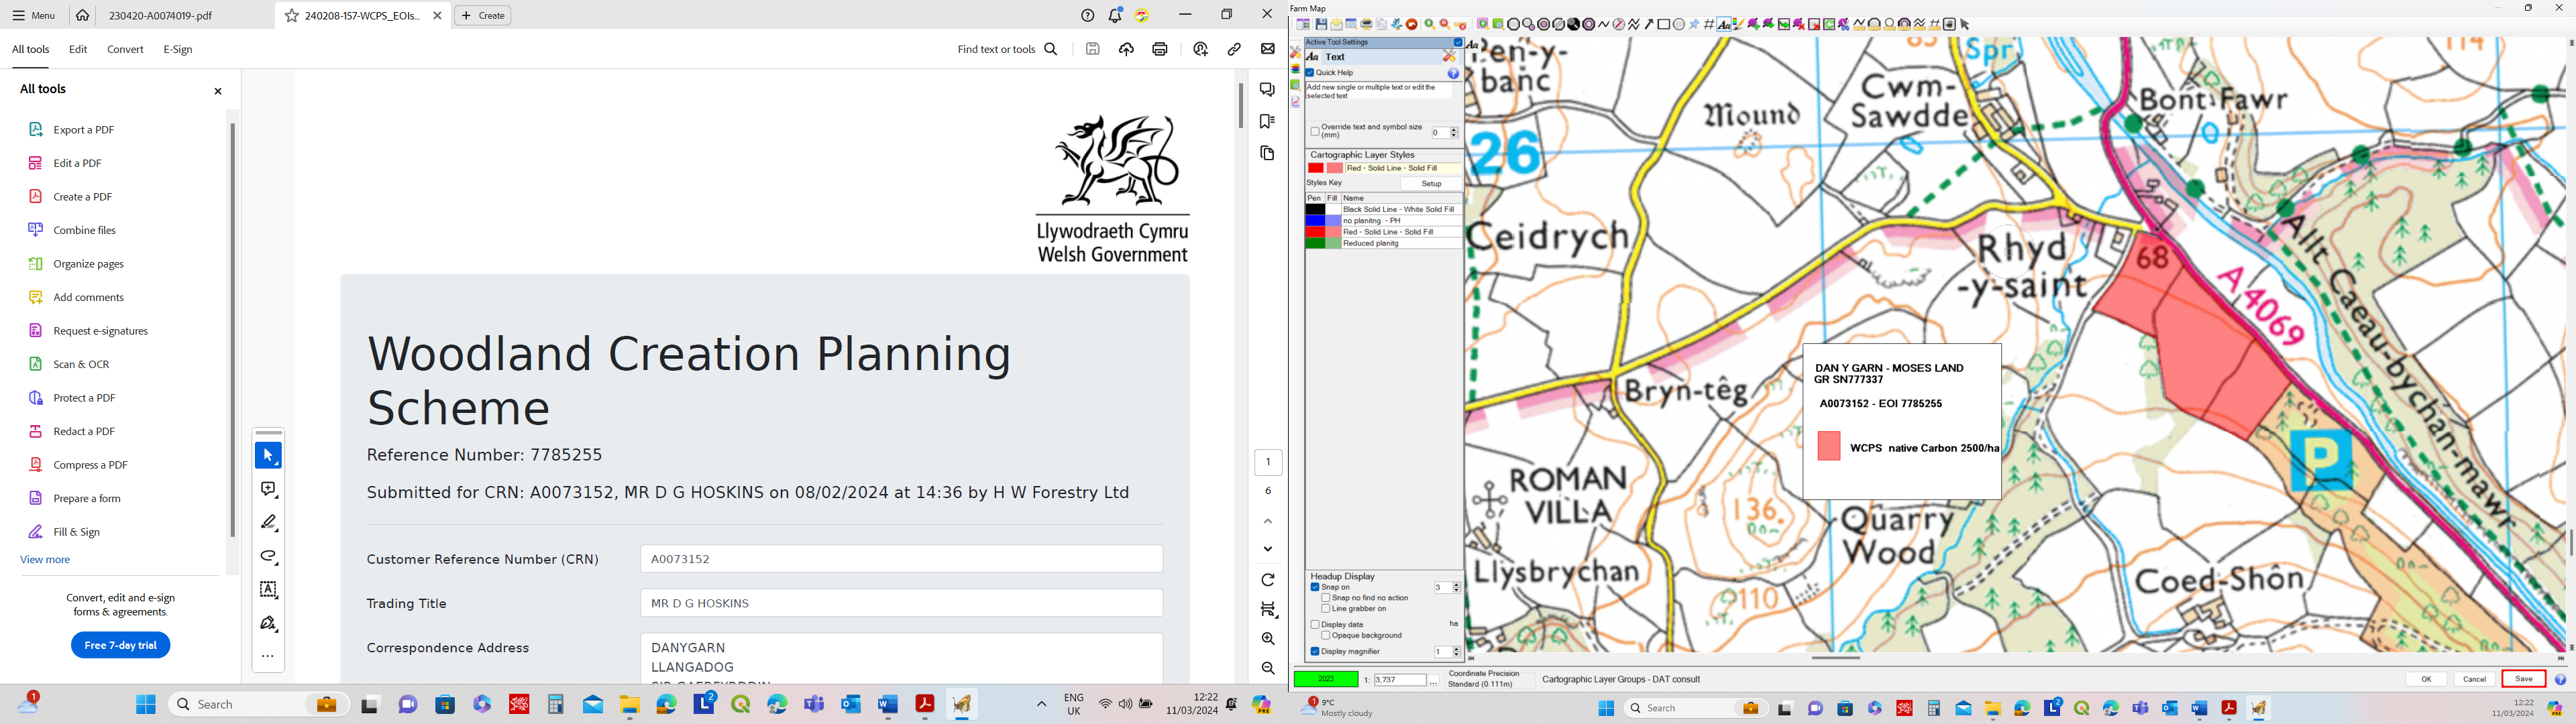 Menu
230420-A0074019-.pdf
240208-157-WCPS_EOIs...
Create
All tools
Edit
Convert
E-Sign
Find text or tools
All tools
Export a PDF
Edit a PDF
Create a PDF
Combine files
Organize pages
Add comments
Request e-signatures
Scan & OCR
Protect a PDF
Redact a PDF
Compress a PDF
Prepare a form
Fill & Sign
View more
Convert, edit and e-sign
forms & agreements.
Free 7-day trial
Llywodraeth Cymru
Welsh Government
Woodland Creation Planning
Scheme
Reference Number: 7785255
Submitted for CRN: A0073152, MR D G HOSKINS on 08/02/2024 at 14:36 by H W Forestry Ltd
Customer Reference Number (CRN)
A0073152
Trading Title
MR D G HOSKINS
Correspondence Address
DANYGARN
LLANGADOG
1
6
1
Search
2
ENG
UK
12:22
11/03/2024
PRE
Farm Map
Active Tool Settings
Text
Quick Help
Add new single or multiple text or edit the
selected text
Override text and symbol size
(mm)
0
Cartographic Layer Styles
Red - Solid Line - Solid Fill
Styles Key
Setup
Pen Fill Name
Black Solid Line - White Solid Fill
no planitng - PH
Red - Solid Line - Solid Fill
Reduced planitg
Headup Display
Snap on
3
Snap no find no action
Line grabber on
Display data
ha
Opaque background
Display magnifier
1
Pen-y-
banc
Mound
Spr
Cwm-
Sawdde
Bont Fawr
114
26
Ceidrych
Rhyd
-y-saint
68
A 4069
Allt Caeau-bychan-mawr
Bryn-têg
DAN Y GARN - MOSES LAND
GR SN777337
A0073152 - EOI 7785255
WCPS native Carbon 2500/ha
P
ROMAN
VILLA
136.
Quarry
Wood
Llysbrychan
110
Coed-Shôn
2023
1:
3,737
...
Coordinate Precision
Standard (0.111m)
Cartographic Layer Groups - DAT consult
OK
Cancel
Save
1
9°C
Mostly cloudy
Search
2
12:22
11/03/2024
PRE